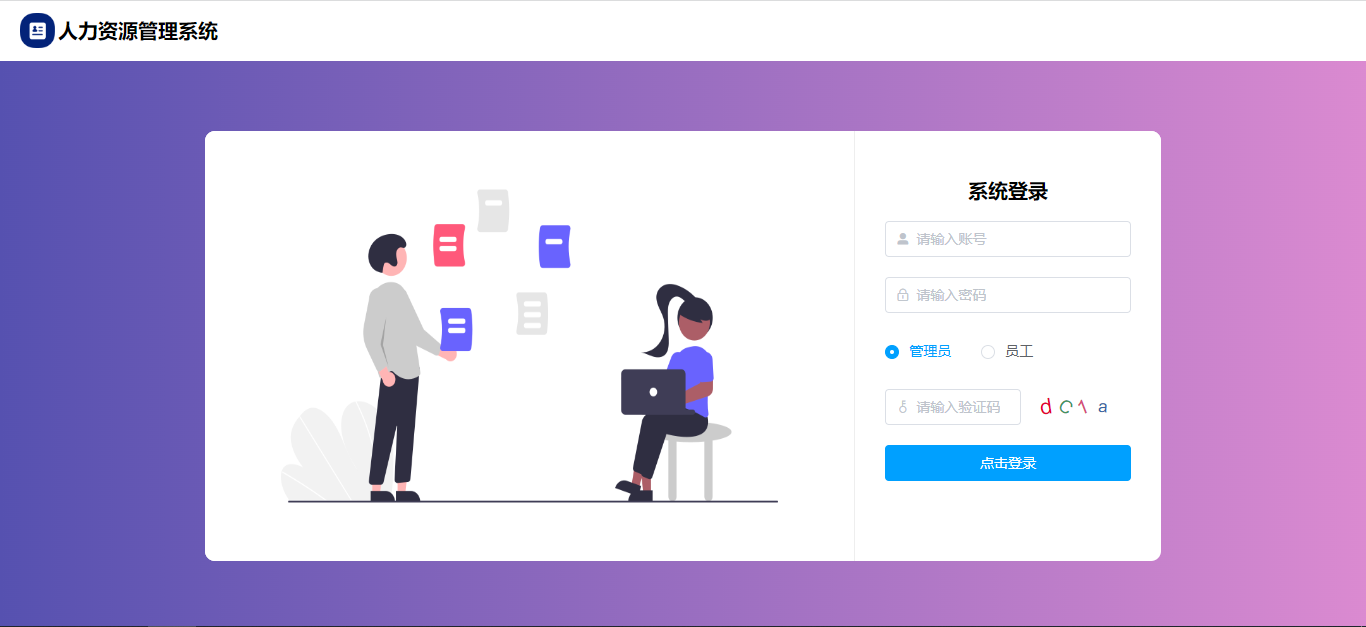 人力资源管理系统
系统登录
请输入账号
请输入密码
管理员 员工
请输入验证码 d c 1 a
点击登录